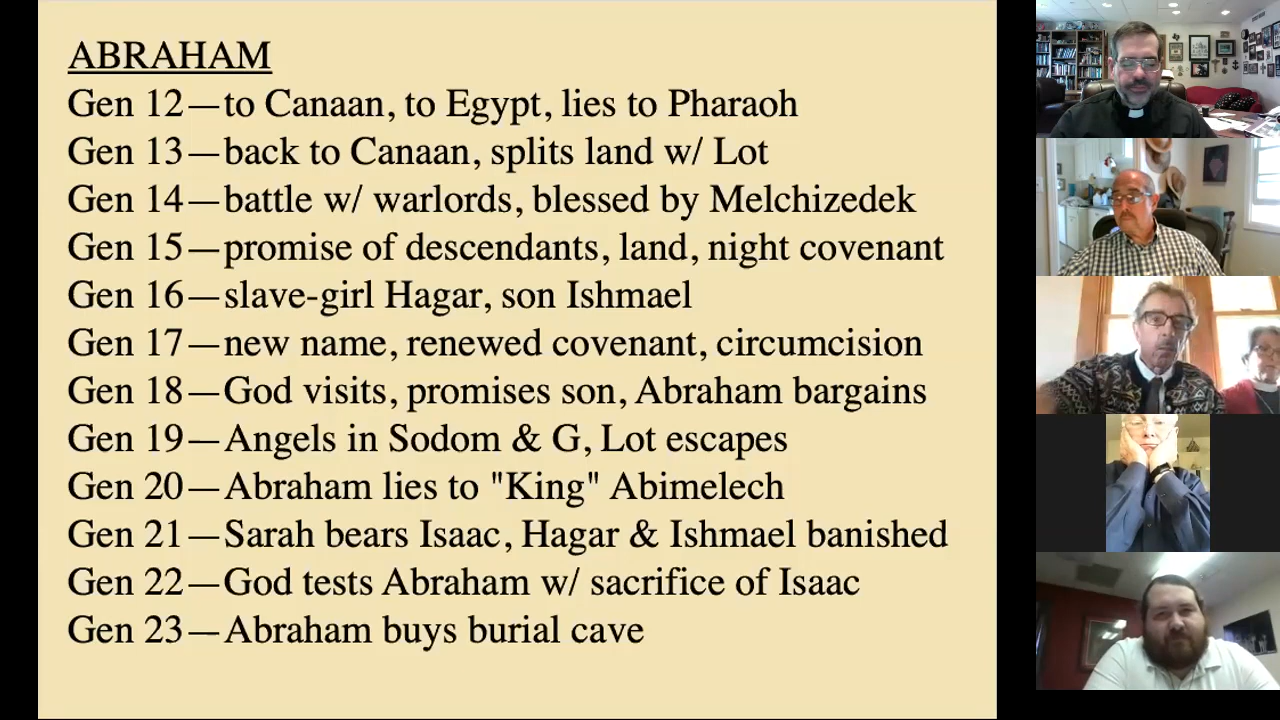 ABRAHAM
Gen 12—to Canaan, to Egypt, lies to Pharaoh
Gen 13—back to Canaan, splits land w/ Lot
Gen 14—battle w/ warlords, blessed by Melchizedek
Gen 15—promise of descendants, land, night covenant
Gen 16—slave-girl Hagar, son Ishmael
Gen 17—new name, renewed covenant, circumcision
Gen 18—God visits, promises son, Abraham bargains
Gen 19—Angels in Sodom & G, Lot escapes
Gen 20—Abraham lies to "King" Abimelech
Gen 21—Sarah bears Isaac, Hagar & Ishmael banished
Gen 22—God tests Abraham w/ sacrifice of Isaac
Gen 23—Abraham buys burial cave